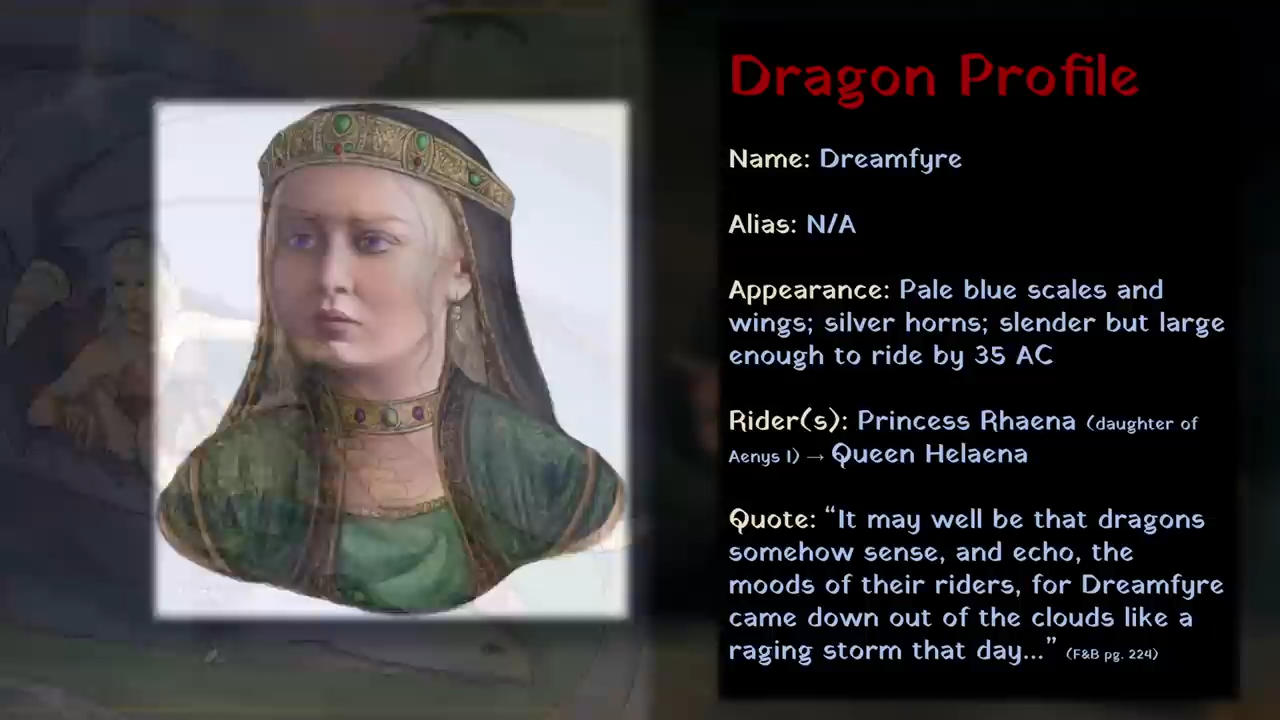 Dragon Profile
Name: Dreamfyre
Alias: N/A
Appearance: Pale blue scales and
wings; silver horns; slender but large
enough to ride by 35 AC
Rider(s): Princess Rhaena (daughter of
Aenys I) → Queen Helaena
Quote: “It may well be that dragons
somehow sense, and echo, the
moods of their riders, for Dreamfyre
came down out of the clouds like a
raging storm that day...” (F&B pg. 224)